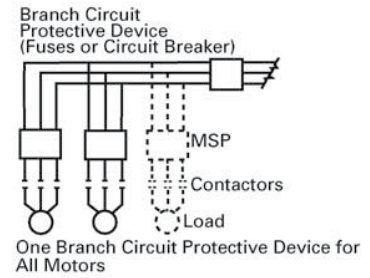 Branch Circuit
Protective Device
(Fuses or Circuit Breaker)
MSP
Contactors
Load
One Branch Circuit Protective Device for
All Motors